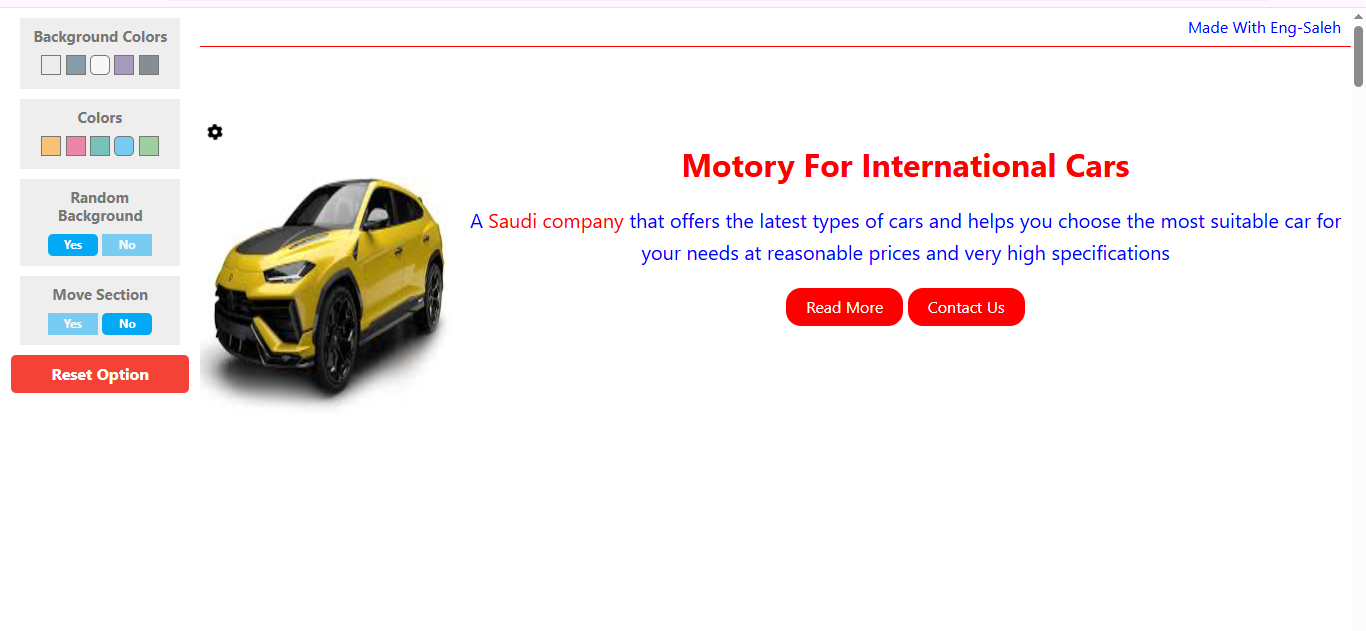 Background Colors
Colors
Random
Background
Yes No
Move Section
Yes No
Reset Option
Made With Eng-Saleh
Motory For International Cars
A Saudi company that offers the latest types of cars and helps you choose the most suitable car for
your needs at reasonable prices and very high specifications
Read More Contact Us